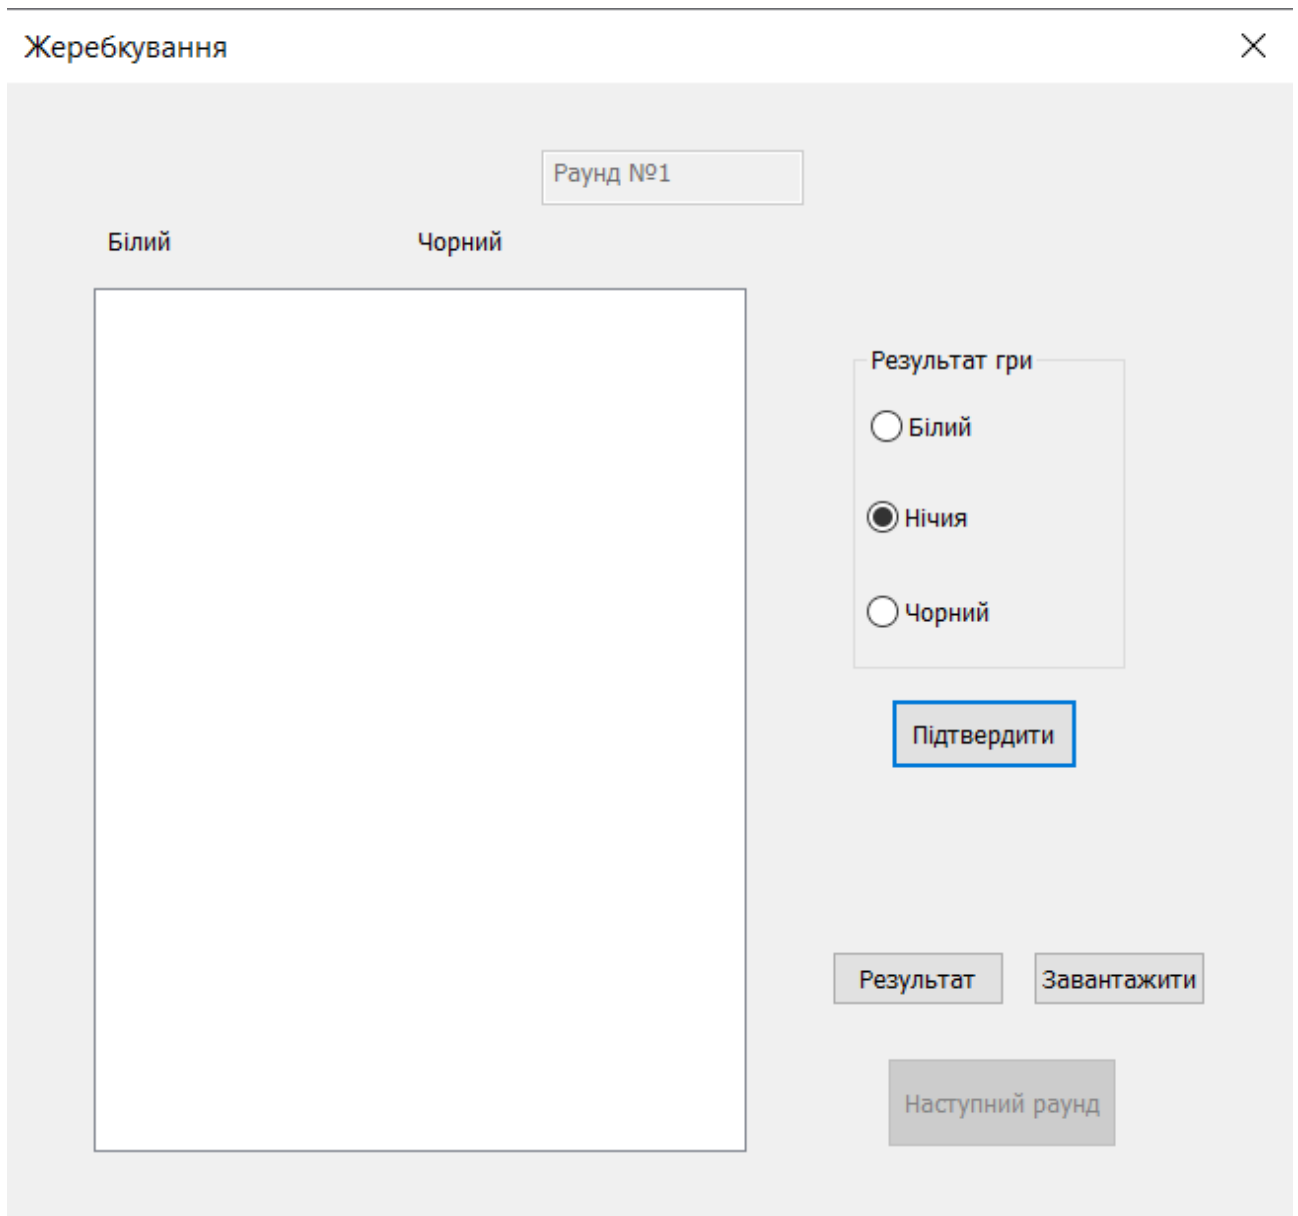 Жеребкування
Раунд №1
Білий Чорний
Результат гри
Білий
Нічия
Чорний
Підтвердити
Результат Завантажити
Наступний раунд